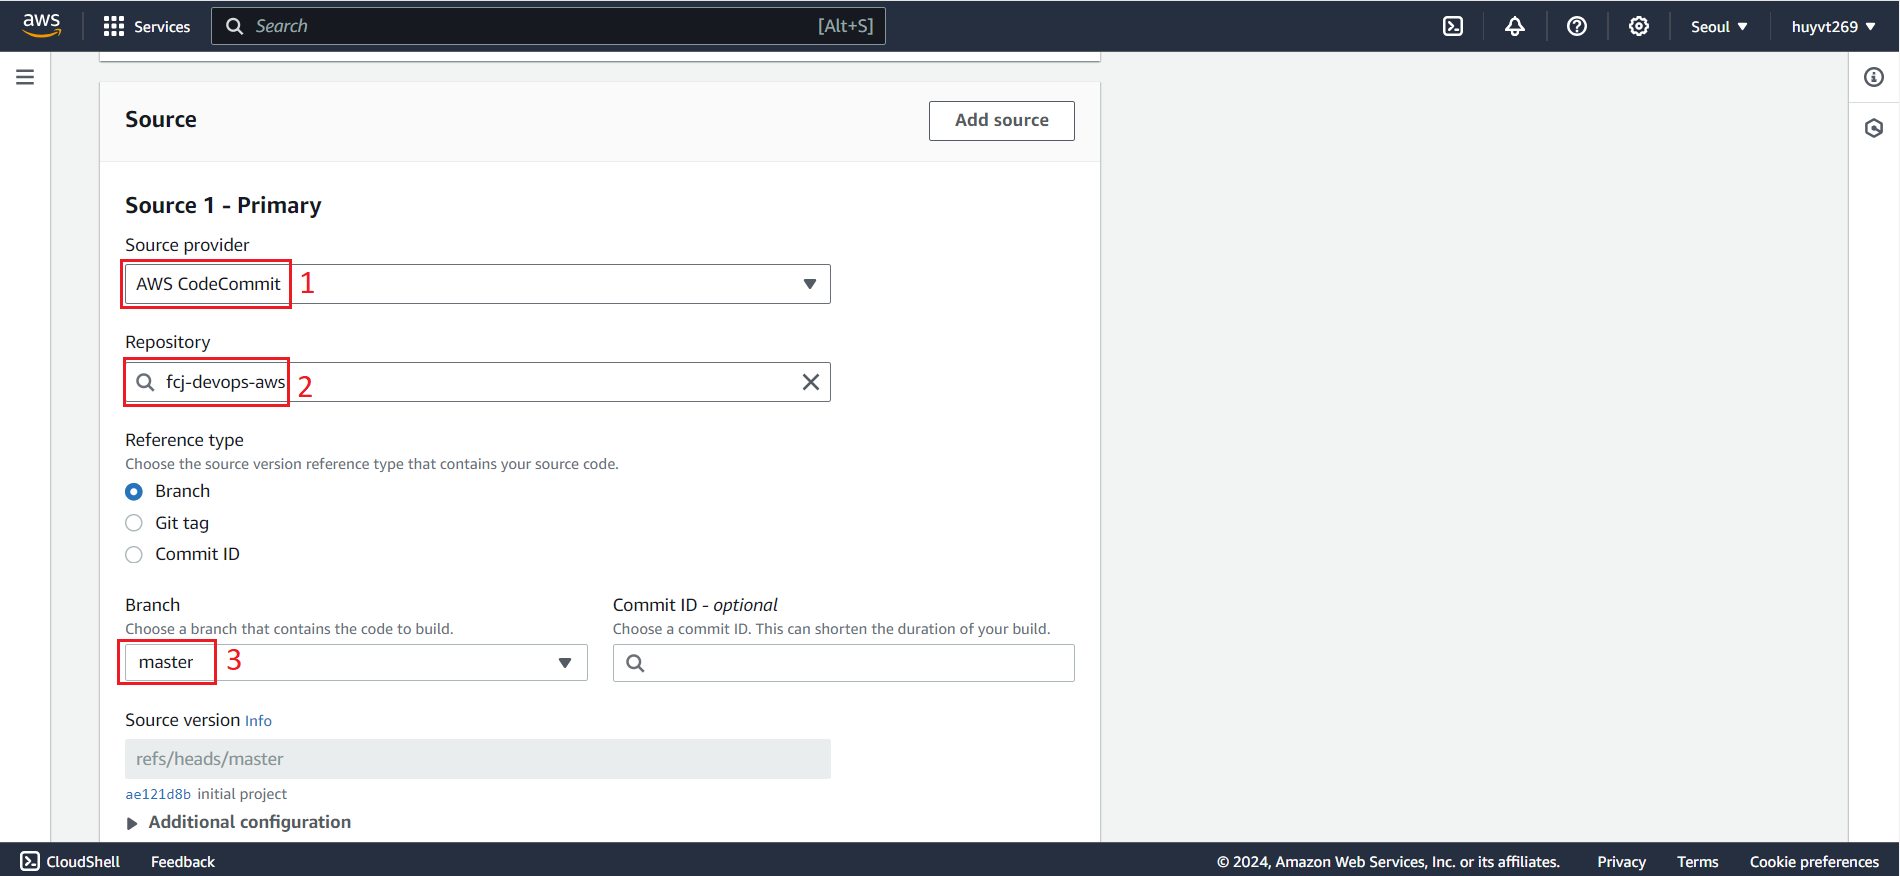 aws Services Search [Alt+S] Seoul huyvt269
Source Add source
Source 1 - Primary
Source provider
AWS CodeCommit 1
Repository
fcj-devops-aws 2
Reference type
Choose the source version reference type that contains your source code.
Branch
Git tag
Commit ID
Branch
Choose a branch that contains the code to build.
master 3
Commit ID - optional
Choose a commit ID. This can shorten the duration of your build.
Source version Info
refs/heads/master
ae121d8b initial project
Additional configuration
CloudShell Feedback © 2024, Amazon Web Services, Inc. or its affiliates. Privacy Terms Cookie preferences